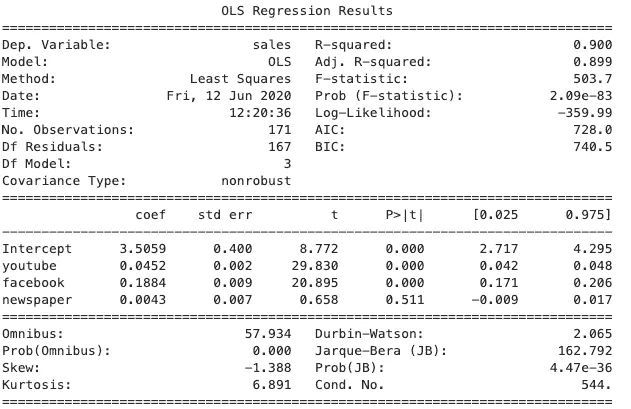 OLS Regression Results
==============================================================================
Dep. Variable: sales R-squared: 0.900
Model: OLS Adj. R-squared: 0.899
Method: Least Squares F-statistic: 503.7
Date: Fri, 12 Jun 2020 Prob (F-statistic): 2.09e-83
Time: 12:20:36 Log-Likelihood: -359.99
No. Observations: 171 AIC: 728.0
Df Residuals: 167 BIC: 740.5
Df Model: 3
Covariance Type: nonrobust
==============================================================================
coef std err t P>|t| [0.025 0.975]
------------------------------------------------------------------------------
Intercept 3.5059 0.400 8.772 0.000 2.717 4.295
youtube 0.0452 0.002 29.830 0.000 0.042 0.048
facebook 0.1884 0.009 20.895 0.000 0.171 0.206
newspaper 0.0043 0.007 0.658 0.511 -0.009 0.017
==============================================================================
Omnibus: 57.934 Durbin-Watson: 2.065
Prob(Omnibus): 0.000 Jarque-Bera (JB): 162.792
Skew: -1.388 Prob(JB): 4.47e-36
Kurtosis: 6.891 Cond. No. 544.
==============================================================================